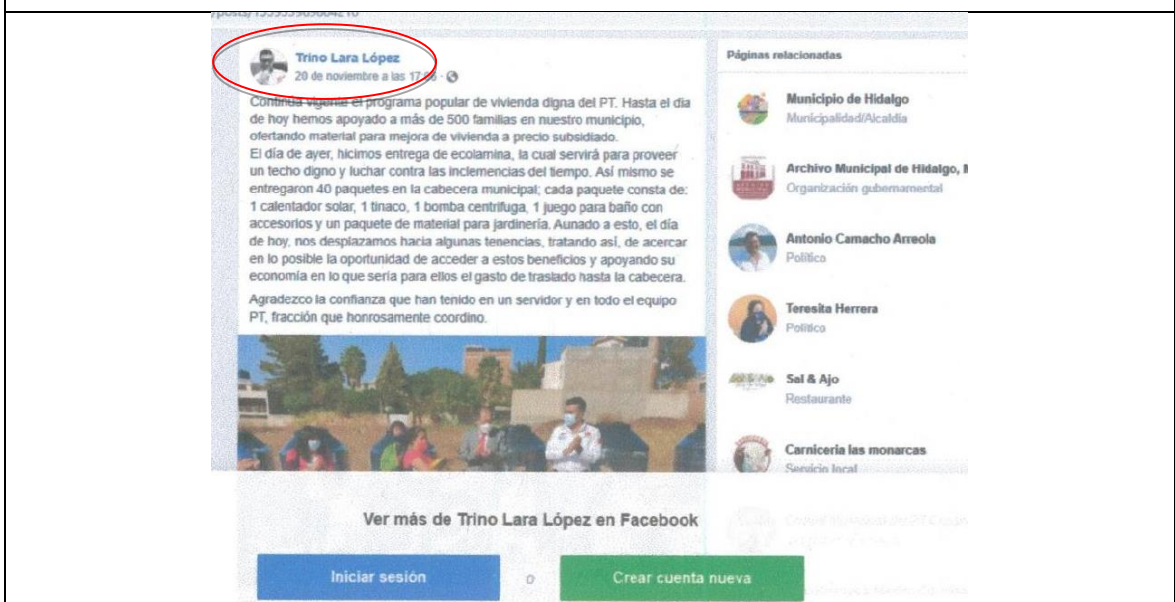 Trino Lara López
20 de noviembre a las 17:
Continúa vigente el programa popular de vivienda digna del PT. Hasta el día
de hoy hemos apoyado a más de 500 familias en nuestro municipio,
ofertando material para mejora de vivienda a precio subsidiado.
El día de ayer, hicimos entrega de ecolamina, la cual servirá para proveer
un techo digno y luchar contra las inclemencias del tiempo. Así mismo se
entregaron 40 paquetes en la cabecera municipal; cada paquete consta de:
1 calentador solar, 1 tinaco, 1 bomba centrifuga, 1 juego para baño con
accesorios y un paquete de material para jardinería. Aunado a esto, el día
de hoy, nos desplazamos hacia algunas tenencias, tratando así, de acercar
en lo posible la oportunidad de acceder a estos beneficios y apoyando su
economía en lo que sería para ellos el gasto de traslado hasta la cabecera.
Agradezco la confianza que han tenido en un servidor y en todo el equipo
PT, fracción que honrosamente coordino.
Páginas relacionadas
Municipio de Hidalgo
Municipalidad/Alcaldía
Archivo Municipal de Hidalgo,
Organización gubernamental
Antonio Camacho Arreola
Político
Teresita Herrera
Político
Sal & Ajo
Restaurante
Carniceria las monarcas
Servicio local
Ver más de Trino Lara López en Facebook
Iniciar sesión
o
Crear cuenta nueva